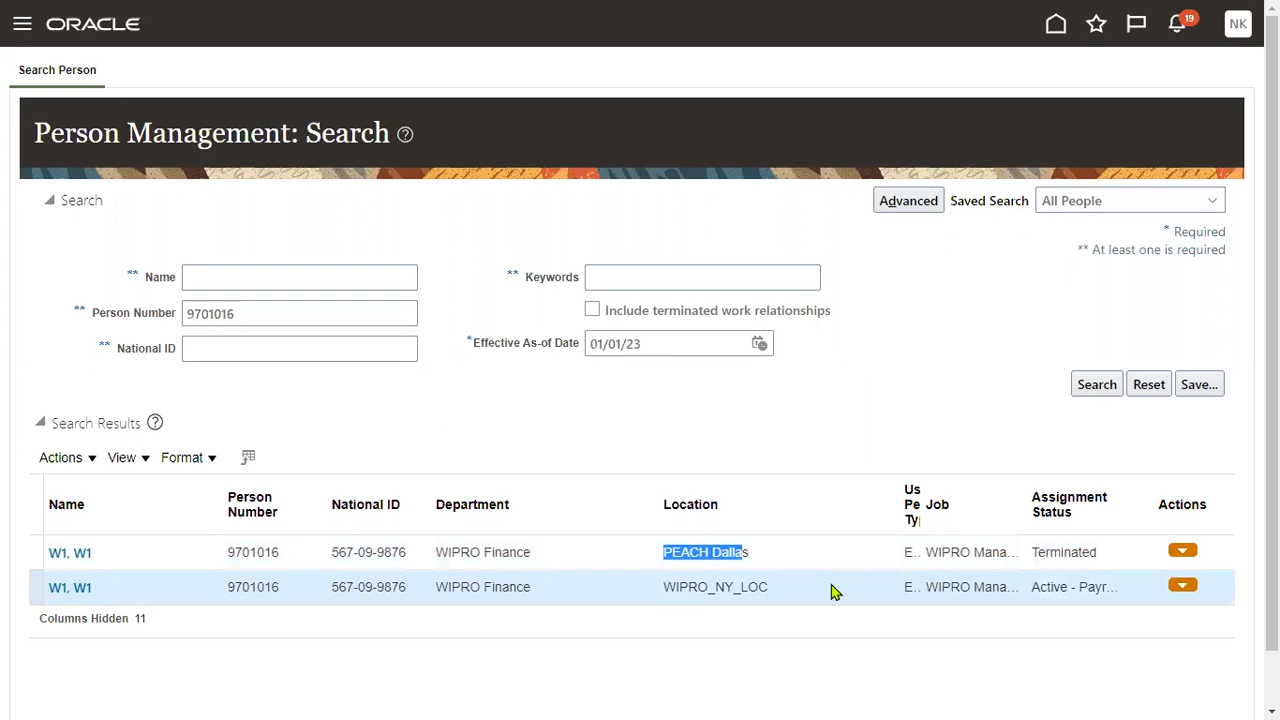 ORACLE
19
NK
Search Person
Person Management: Search
Search
Advanced
Saved Search
All People
* Required
** At least one is required
** Name
** Keywords
** Person Number 9701016
Include terminated work relationships
** National ID
*Effective As-of Date 01/01/23
Search
Reset
Save...
Search Results
Actions View Format
Name Person Number National ID Department Location Us Pe Ty Job Assignment Status Actions
W1, W1 9701016 567-09-9876 WIPRO Finance PEACH Dallas E.. WIPRO Mana... Terminated
W1, W1 9701016 567-09-9876 WIPRO Finance WIPRO_NY_LOC E.. WIPRO Mana... Active - Payr...
Columns Hidden 11